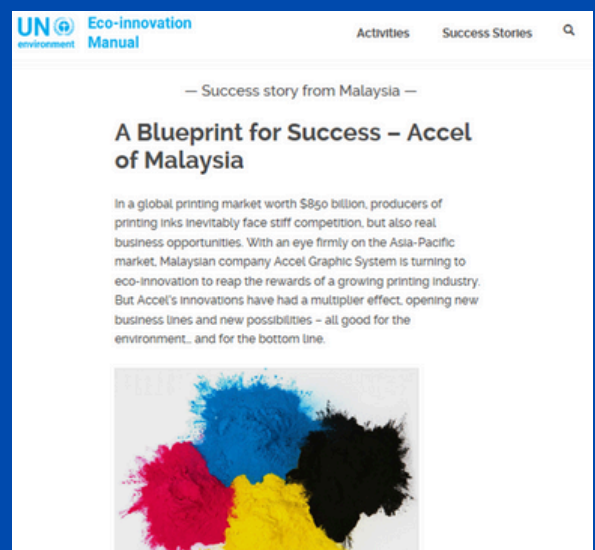 UN environment
Eco-innovation
Manual
Activities
Success Stories
— Success story from Malaysia —
A Blueprint for Success – Accel
of Malaysia
In a global printing market worth $850 billion, producers of
printing inks inevitably face stiff competition, but also real
business opportunities. With an eye firmly on the Asia-Pacific
market, Malaysian company Accel Graphic System is turning to
eco-innovation to reap the rewards of a growing printing industry.
But Accel's innovations have had a multiplier effect, opening new
business lines and new possibilities – all good for the
environment… and for the bottom line.